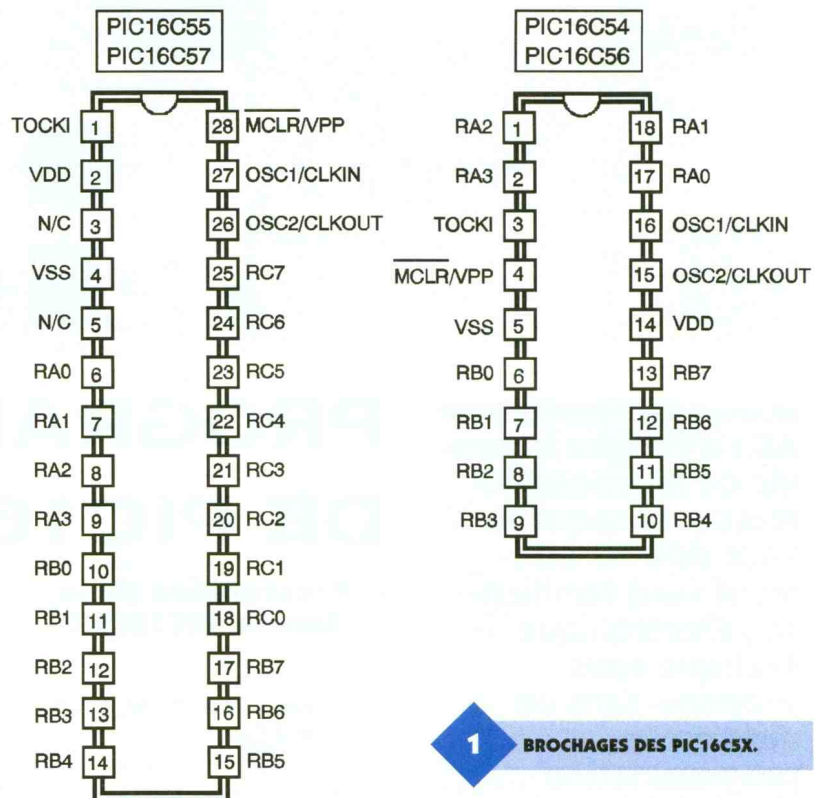 PIC16C55
PIC16C57
TOCKI 1 28 MCLR/VPP
VDD 2 27 OSC1/CLKIN
N/C 3 26 OSC2/CLKOUT
VSS 4 25 RC7
N/C 5 24 RC6
RA0 6 23 RC5
RA1 7 22 RC4
RA2 8 21 RC3
RA3 9 20 RC2
RB0 10 19 RC1
RB1 11 18 RC0
RB2 12 17 RB7
RB3 13 16 RB6
RB4 14 15 RB5
PIC16C54
PIC16C56
RA2 1 18 RA1
RA3 2 17 RA0
TOCKI 3 16 OSC1/CLKIN
MCLR/VPP 4 15 OSC2/CLKOUT
VSS 5 14 VDD
RB0 6 13 RB7
RB1 7 12 RB6
RB2 8 11 RB5
RB3 9 10 RB4
1 BROCHAGES DES PIC16C5X.